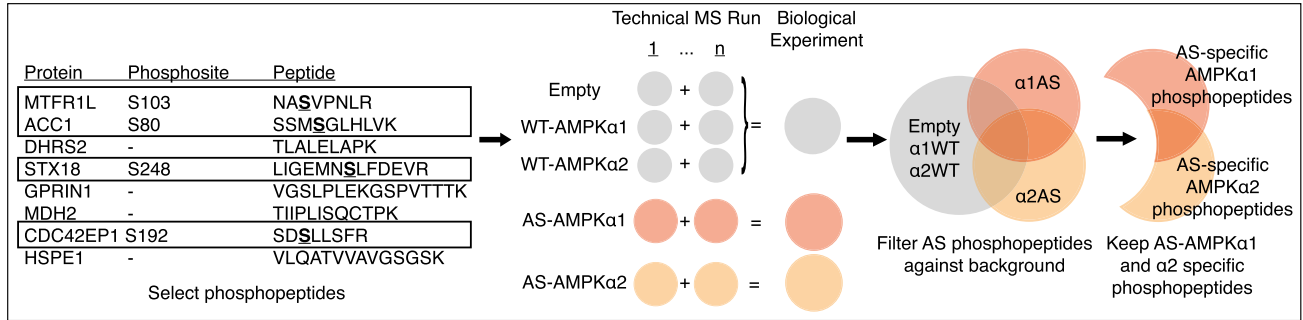 Protein Phosphosite Peptide
MTFR1L S103 NASVPNLR
ACC1 S80 SSMSGLHLVK
DHRS2 - TLALELAPK
STX18 S248 LIGEMNSLFDEVR
GPRIN1 - VGSLPLEKGSPVTTTK
MDH2 - TIIPLISQCTPK
CDC42EP1 S192 SDSLLSFR
HSPE1 - VLQATVVAVGSGSK
Select phosphopeptides
Technical MS Run
1 ... n
Biological
Experiment
Empty +
WT-AMPKα1 + =
WT-AMPKα2 +
AS-AMPKα1 + =
AS-AMPKα2 + =
Empty
α1WT
α2WT
α1AS
α2AS
Filter AS phosphopeptides
against background
AS-specific
AMPKα1
phosphopeptides
AS-specific
AMPKα2
phosphopeptides
Keep AS-AMPKα1
and α2 specific
phosphopeptides